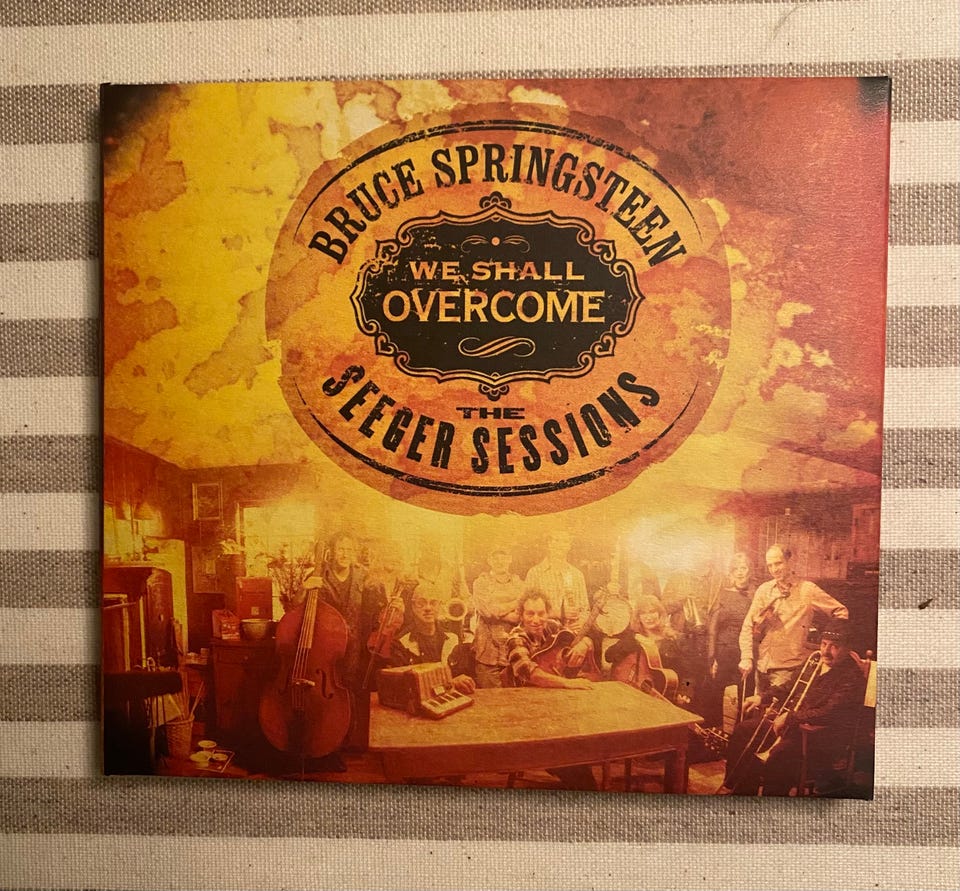 BRUCE SPRINGSTEEN
WE SHALL
OVERCOME
THE
SEEGER SESSIONS